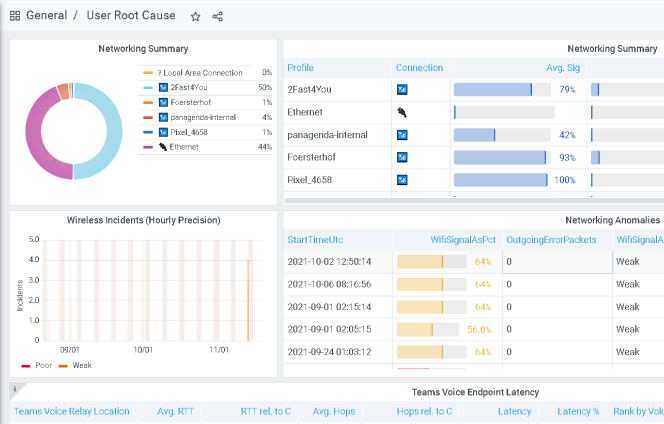 General / User Root Cause
Networking Summary
? Local Area Connection 0%
2Fast4You 50%
Foersterhof 1%
panagenda-internal 4%
Pixel_4658 1%
Ethernet 44%
Networking Summary
Profile Connection Avg. Sig
2Fast4You 79%
Ethernet
panagenda-internal 42%
Foersterhof 93%
Pixel_4658 100%
Wireless Incidents (Hourly Precision)
5.0
4.0
3.0
2.0
1.0
0
Incidents
09/01 10/01 11/01
Poor Weak
Networking Anomalies
StartTimeUtc WifiSignalAsPct OutgoingErrorPackets WifiSignalA
2021-10-02 12:50:14 64% 0 Weak
2021-10-06 08:16:56 64% 0 Weak
2021-09-01 02:15:14 64% 0 Weak
2021-09-01 02:05:15 56.0% 0 Weak
2021-09-24 01:03:12 64% 0 Weak
i
Teams Voice Endpoint Latency
Teams Voice Relay Location Avg. RTT RTT rel. to C Avg. Hops Hops rel. to C Latency Latency % Rank by Volu